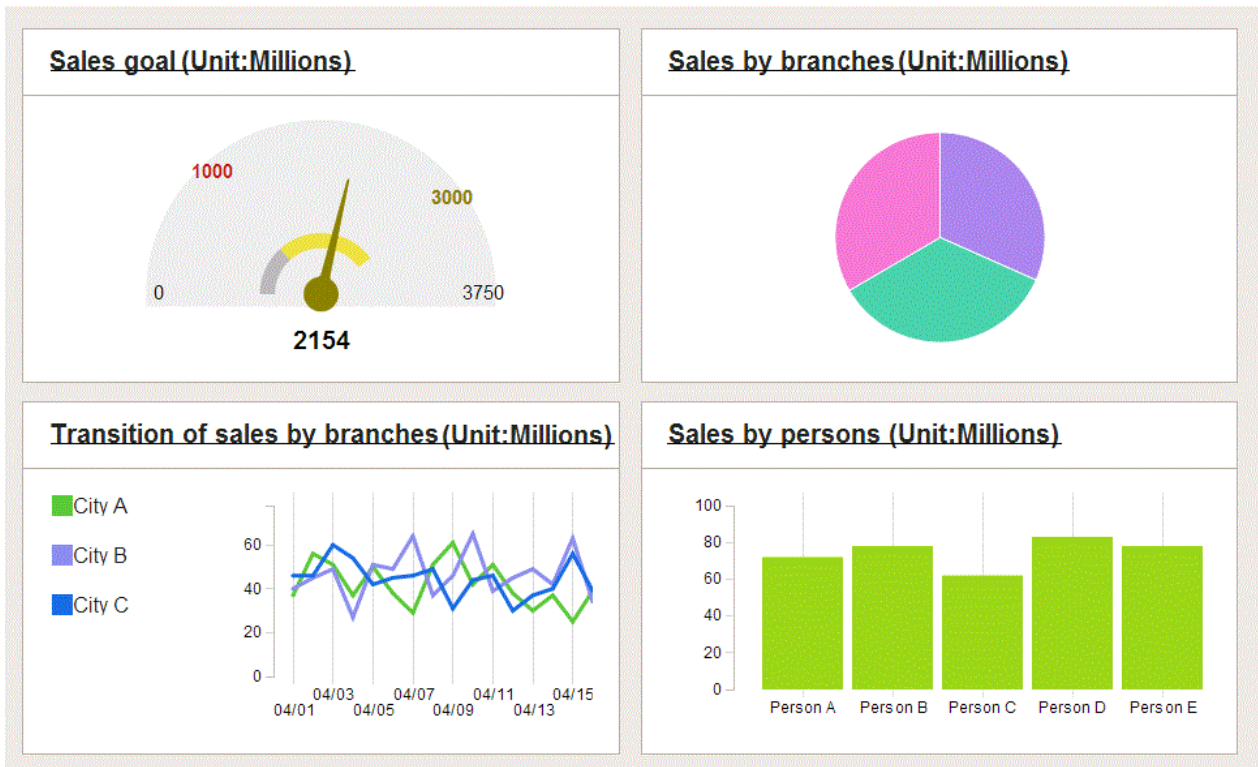 Sales goal (Unit:Millions)
1000
3000
0
3750
2154
Sales by branches (Unit:Millions)
Transition of sales by branches (Unit:Millions)
City A
City B
City C
60
40
20
0
04/03 04/07 04/11 04/15
04/01 04/05 04/09 04/13
Sales by persons (Unit:Millions)
100
80
60
40
20
0
Person A Person B Person C Person D Person E